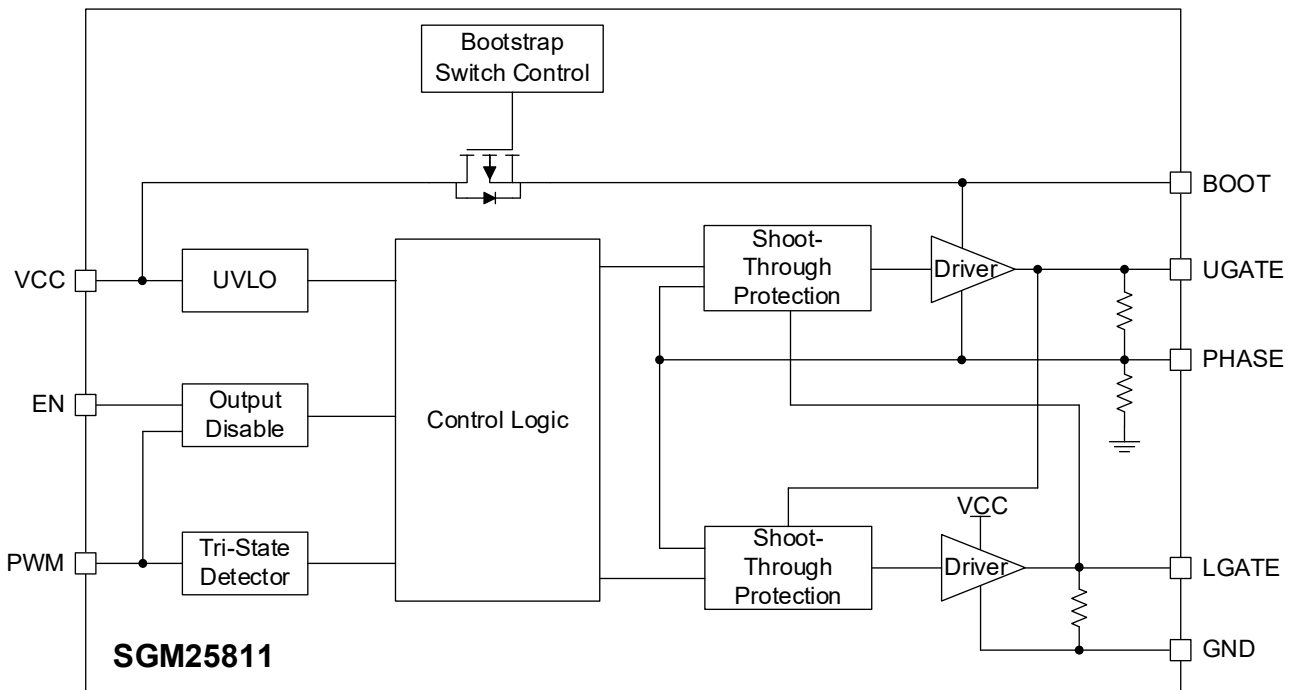 Bootstrap
Switch Control
BOOT
VCC
UVLO
Shoot-
Through
Protection
Driver
UGATE
PHASE
EN
Output
Disable
Control Logic
PWM
Tri-State
Detector
Shoot-
Through
Protection
VCC
Driver
LGATE
GND
SGM25811